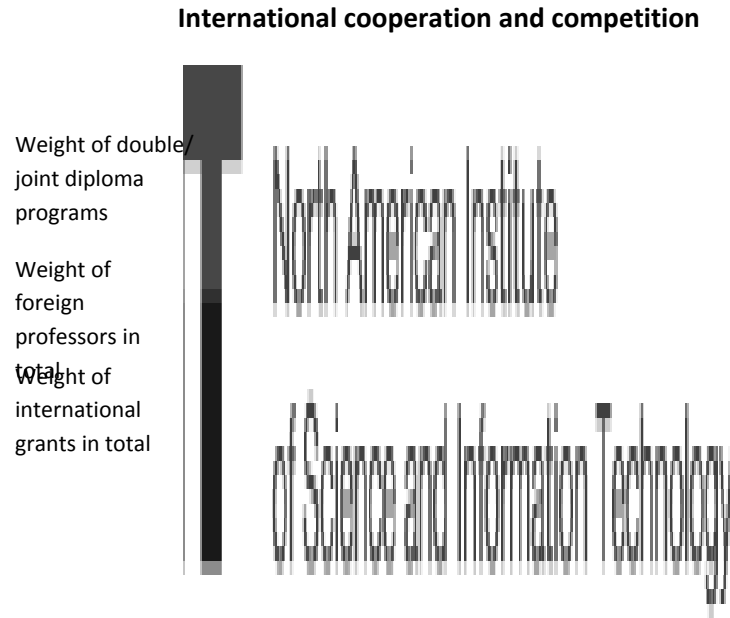 International cooperation and competition
Weight of double/
joint diploma
programs
Weight of
foreign
professors in
total
Weight of
international
grants in total
North American Institute
of Science and Information Technology